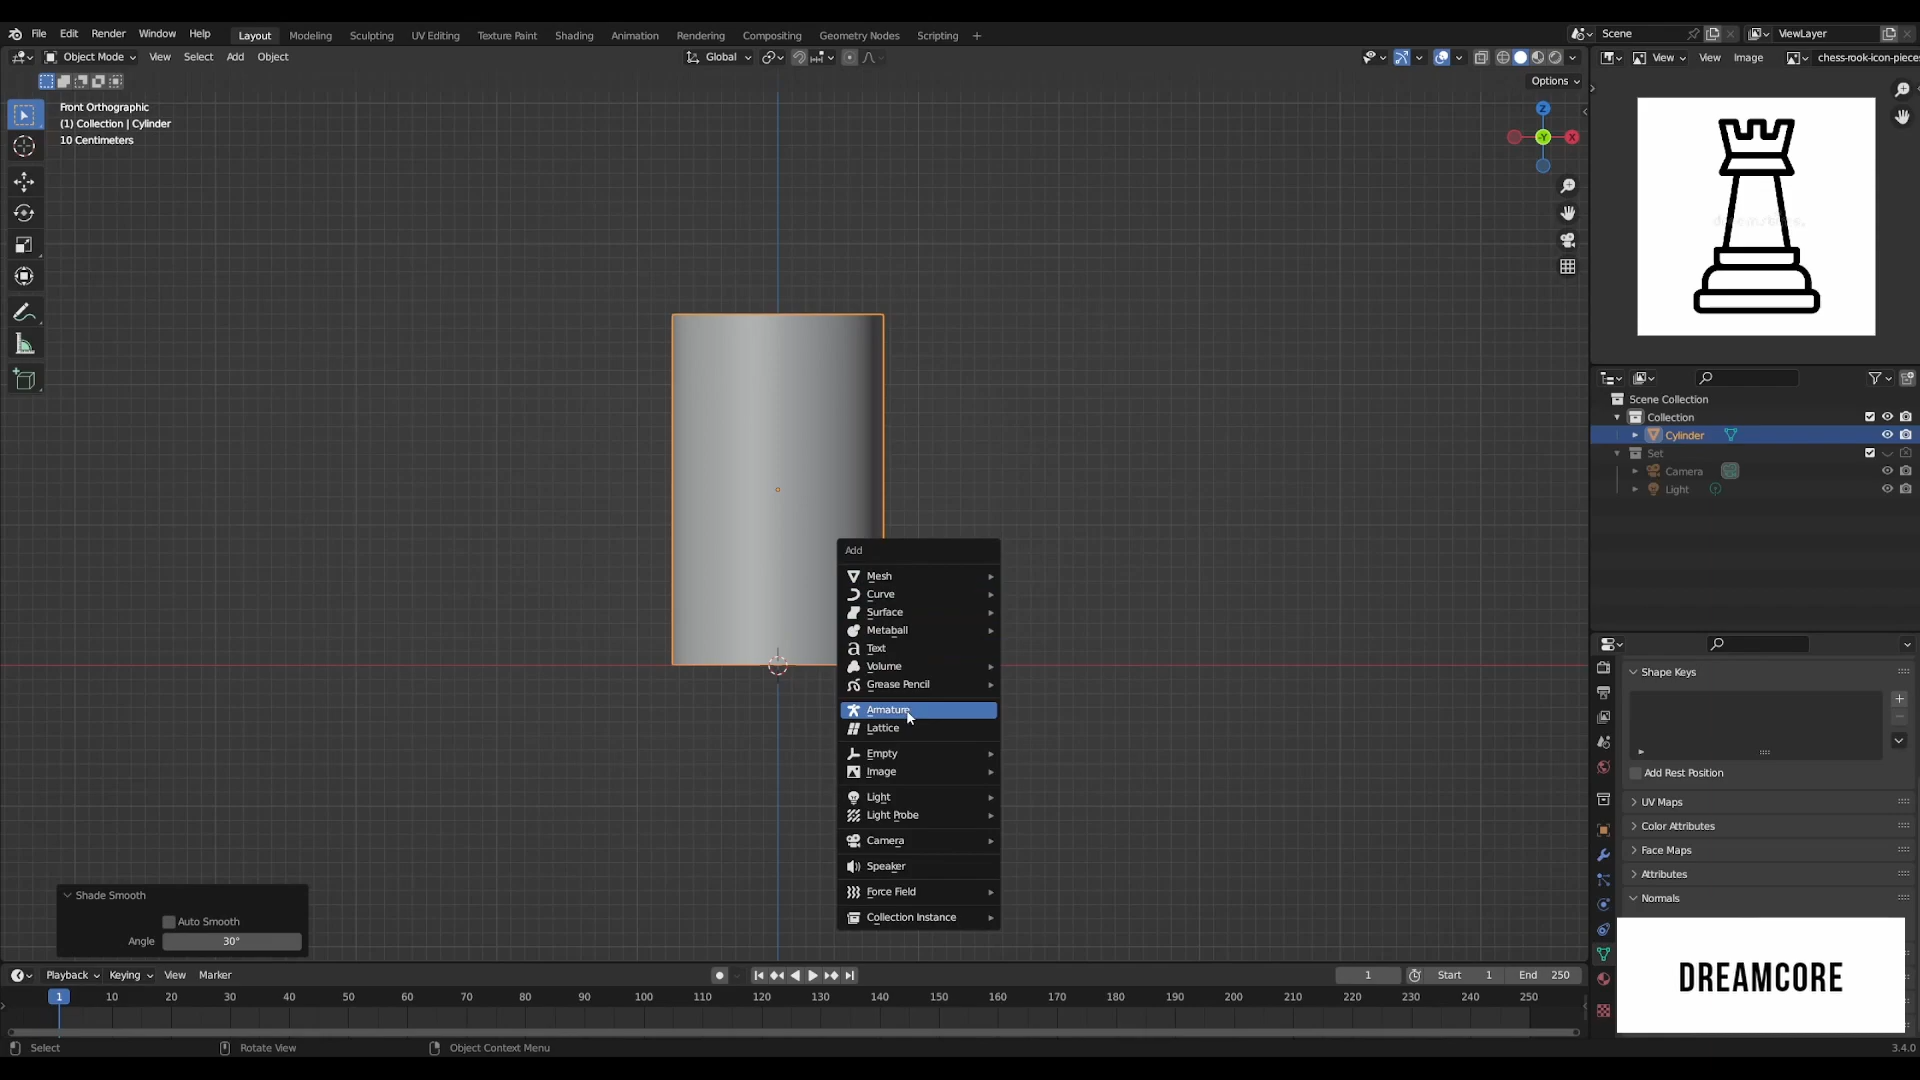 File Edit Render Window Help Layout Modeling Sculpting UV Editing Texture Paint Shading Animation Rendering Compositing Geometry Nodes Scripting + Scene ViewLayer
Object Mode View Select Add Object Global View View Image chess-rook-icon-pieces
Options
Front Orthographic
(1) Collection | Cylinder
10 Centimeters
Z
-Y X
Scene Collection
Collection
Cylinder
Set
Camera
Light
Add
Mesh
Curve
Surface
Metaball
Text
Volume
Grease Pencil
Armature
Lattice
Empty
Image
Light
Light Probe
Camera
Speaker
Force Field
Collection Instance
Shape Keys
Add Rest Position
UV Maps
Color Attributes
Face Maps
Attributes
Normals
Shade Smooth
Auto Smooth
Angle 30°
DREAMCORE
Playback Keying View Marker 1 Start 1 End 250
1 10 20 30 40 50 60 70 80 90 100 110 120 130 140 150 160 170 180 190 200 210 220 230 240 250
Select Rotate View Object Context Menu 3.4.0